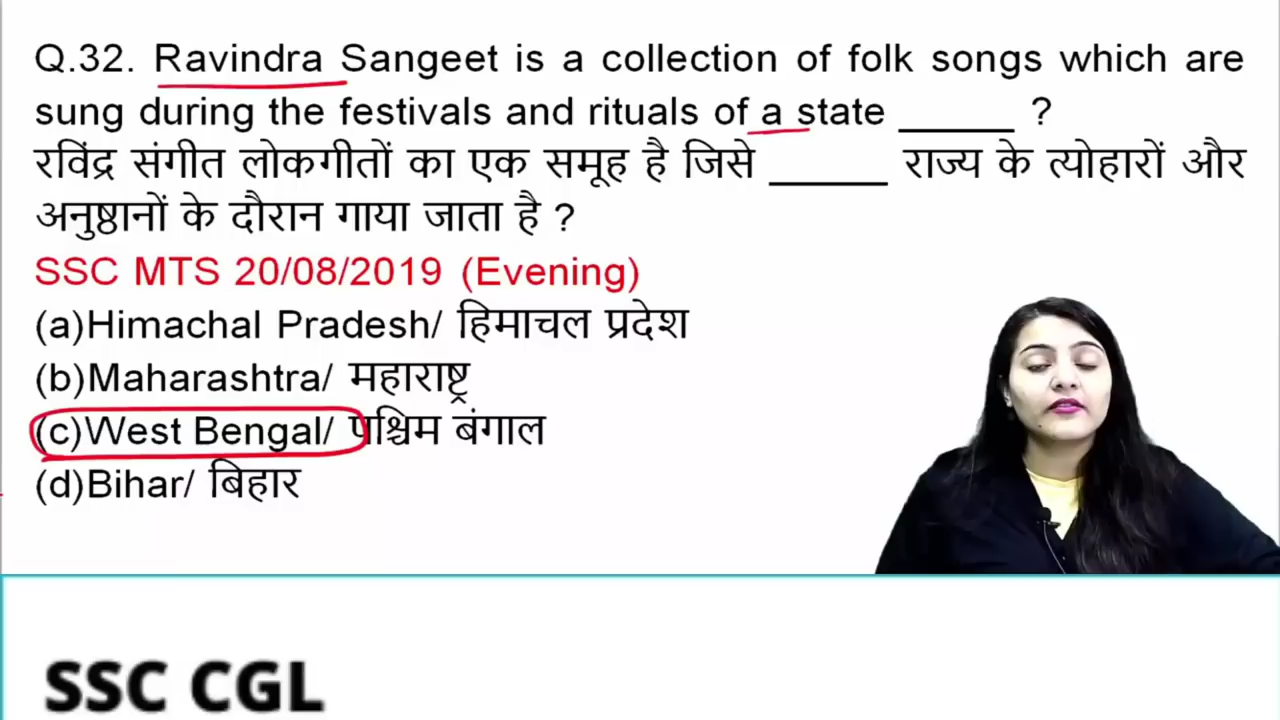 Q.32. Ravindra Sangeet is a collection of folk songs which are
sung during the festivals and rituals of a state ______ ?
रविंद्र संगीत लोकगीतों का एक समूह है जिसे ______ राज्य के त्योहारों और
अनुष्ठानों के दौरान गाया जाता है ?
SSC MTS 20/08/2019 (Evening)
(a)Himachal Pradesh/ हिमाचल प्रदेश
(b)Maharashtra/ महाराष्ट्र
(c)West Bengal/ पश्चिम बंगाल
(d)Bihar/ बिहार
SSC CGL